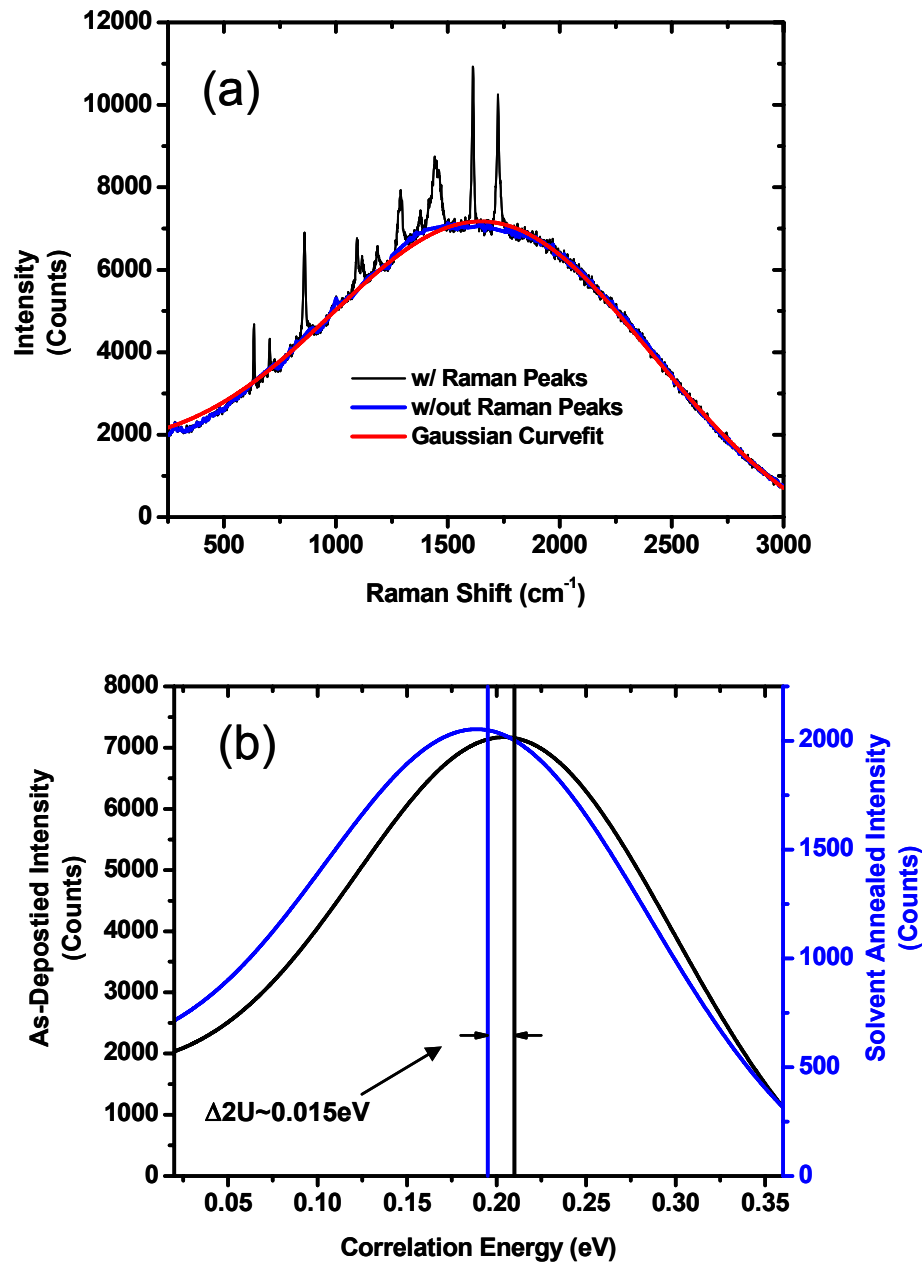 (a)
12000
10000
8000
6000
4000
2000
0
Intensity
(Counts)
w/ Raman Peaks
w/out Raman Peaks
Gaussian Curvefit
500 1000 1500 2000 2500 3000
Raman Shift (cm⁻¹)
(b)
8000
7000
6000
5000
4000
3000
2000
1000
0
As-Depostied Intensity
(Counts)
2000
1500
1000
500
0
Solvent Annealed Intensity
(Counts)
Δ2U~0.015eV
0.05 0.10 0.15 0.20 0.25 0.30 0.35
Correlation Energy (eV)